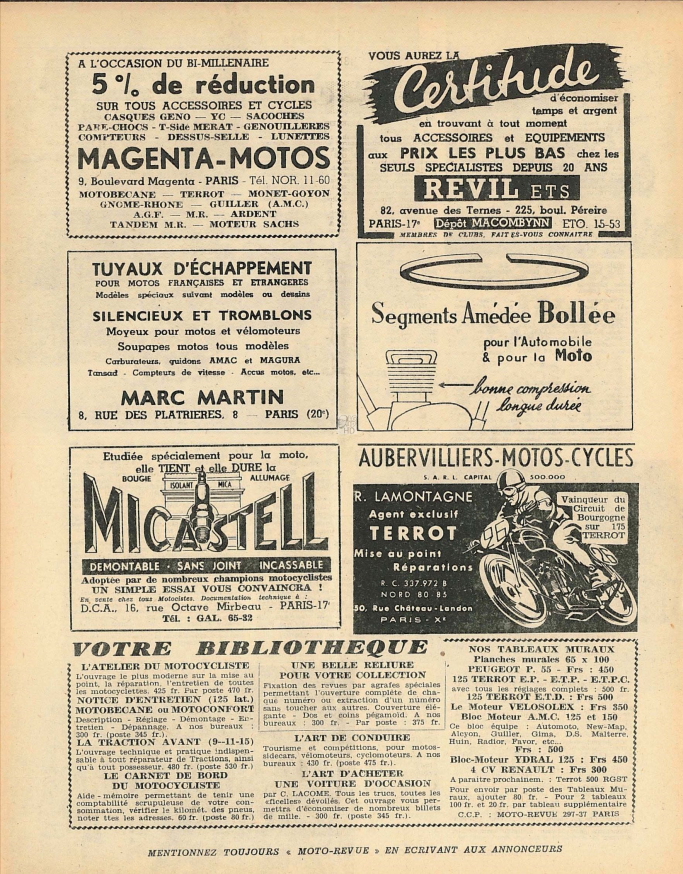 A L'OCCASION DU BI-MILLENAIRE
5 % de réduction
SUR TOUS ACCESSOIRES ET CYCLES
CASQUES GENO — YC — SACOCHES
PARE-CHOCS - T-Side MERAT - GENOUILLERES
COMPTEURS - DESSUS-SELLE - LUNETTES
MAGENTA-MOTOS
9, Boulevard Magenta - PARIS - Tél. NOR. 11-60
MOTOBECANE — TERROT — MONET-GOYON
GNOME-RHONE — GUILLER (A.M.C.)
A.G.F. — M.R. — ARDENT
TANDEM M.R. — MOTEUR SACHS
VOUS AUREZ LA
Certitude
d'économiser
temps et argent
en trouvant à tout moment
tous ACCESSOIRES et EQUIPEMENTS
aux PRIX LES PLUS BAS chez les
SEULS SPECIALISTES DEPUIS 20 ANS
REVIL ETS
82, avenue des Ternes - 225, boul. Péreire
PARIS-17e Dépôt MACOMBYNN ETO. 15-53
MEMBRES DE CLUBS, FAITES-VOUS CONNAITRE
TUYAUX D'ÉCHAPPEMENT
POUR MOTOS FRANÇAISES ET ETRANGERES
Modèles spéciaux suivant modèles ou dessins
SILENCIEUX ET TROMBLONS
Moyeux pour motos et vélomoteurs
Soupapes motos tous modèles
Carburateurs, guidons AMAC et MAGURA
Tansad - Compteurs de vitesse - Accus motos, etc...
MARC MARTIN
8, RUE DES PLATRIERES, 8 — PARIS (20e)
Segments Amédée Bollée
pour l'Automobile
& pour la Moto
bonne compression
longue durée
Etudiée spécialement pour la moto,
elle TIENT et elle DURE la
BOUGIE ISOLANT MICA ALLUMAGE
MICASTELL
DEMONTABLE - SANS JOINT - INCASSABLE
Adoptée par de nombreux champions motocyclistes
UN SIMPLE ESSAI VOUS CONVAINCRA !
En vente chez tous Motocistes. Documentation technique à :
D.C.A., 16, rue Octave Mirbeau - PARIS-17e
Tél. : GAL. 65-32
AUBERVILLIERS-MOTOS-CYCLES
S. A. R. L. CAPITAL 500.000
R. LAMONTAGNE
Agent exclusif
TERROT
Mise au point
Réparations
R. C. 337.972 B
NORD 80 85
50, Rue Château-Landon
PARIS - Xe
Vainqueur du
Circuit de
Bourgogne
sur 175
TERROT
VOTRE BIBLIOTHEQUE
L'ATELIER DU MOTOCYCLISTE
L'ouvrage le plus moderne sur la mise au
point, la réparation, l'entretien de toutes
les motocyclettes. 425 fr. Par poste 470 fr.
NOTICE D'ENTRETIEN (125 lat.)
MOTOBECANE ou MOTOCONFORT
Description - Réglage - Démontage - En-
tretien - Dépannage. A nos bureaux :
300 fr. (poste 345 fr.).
LA TRACTION AVANT (9-11-15)
L'ouvrage technique et pratique indispen-
sable à tout réparateur de Tractions, ainsi
qu'à tout possesseur. 480 fr. (poste 530 fr.)
LE CARNET DE BORD
DU MOTOCYCLISTE
Aide - mémoire permettant de tenir une
comptabilité scrupuleuse de votre con-
sommation, vérifier le kilomét. des pneus,
noter ttes les adresses. 60 fr. (poste 80 fr.)
UNE BELLE RELIURE
POUR VOTRE COLLECTION
Fixation des revues par agrafes spéciales
permettant l'ouverture complète de cha-
que numéro ou extraction d'un numéro
sans toucher aux autres. Couverture élé-
gante - Dos et coins pégamoïd. A nos
bureaux : 300 fr. - Par poste : 375 fr.
L'ART DE CONDUIRE
Tourisme et compétitions, pour motos-
sidecars, vélomoteurs, cyclomoteurs. A nos
bureaux : 430 fr. (poste 475 fr.).
L'ART D'ACHETER
UNE VOITURE D'OCCASION
par C. LACOME. Tous les trucs, toutes les
«ficelles» dévoilés. Cet ouvrage vous per-
mettra d'économiser de nombreux billets
de mille. - 300 fr. (poste 345 fr.).
NOS TABLEAUX MURAUX
Planches murales 65 x 100
PEUGEOT P. 55 - Frs : 450
125 TERROT E.P. - E.T.P. - E.T.P.C.
avec tous les réglages complets : 500 fr.
125 TERROT E.T.D. : Frs 500
Le Moteur VELOSOLEX : Frs 350
Bloc Moteur A.M.C. 125 et 150
Ce bloc équipe : Automoto, New-Map,
Alcyon, Guiller, Gima, D.S. Malterre,
Huin, Radior, Favor, etc...
Frs : 500
Bloc-Moteur YDRAL 125 : Frs 450
4 CV RENAULT : Frs 300
A paraître prochainem. : Terrot 500 RGST
Pour envoi par poste des Tableaux Mu-
raux, ajouter 80 fr. - Pour 2 tableaux
100 fr. et 20 fr. par tableau supplémentaire
C.C.P. : MOTO-REVUE 297-37 PARIS
MENTIONNEZ TOUJOURS « MOTO-REVUE » EN ECRIVANT AUX ANNONCEURS